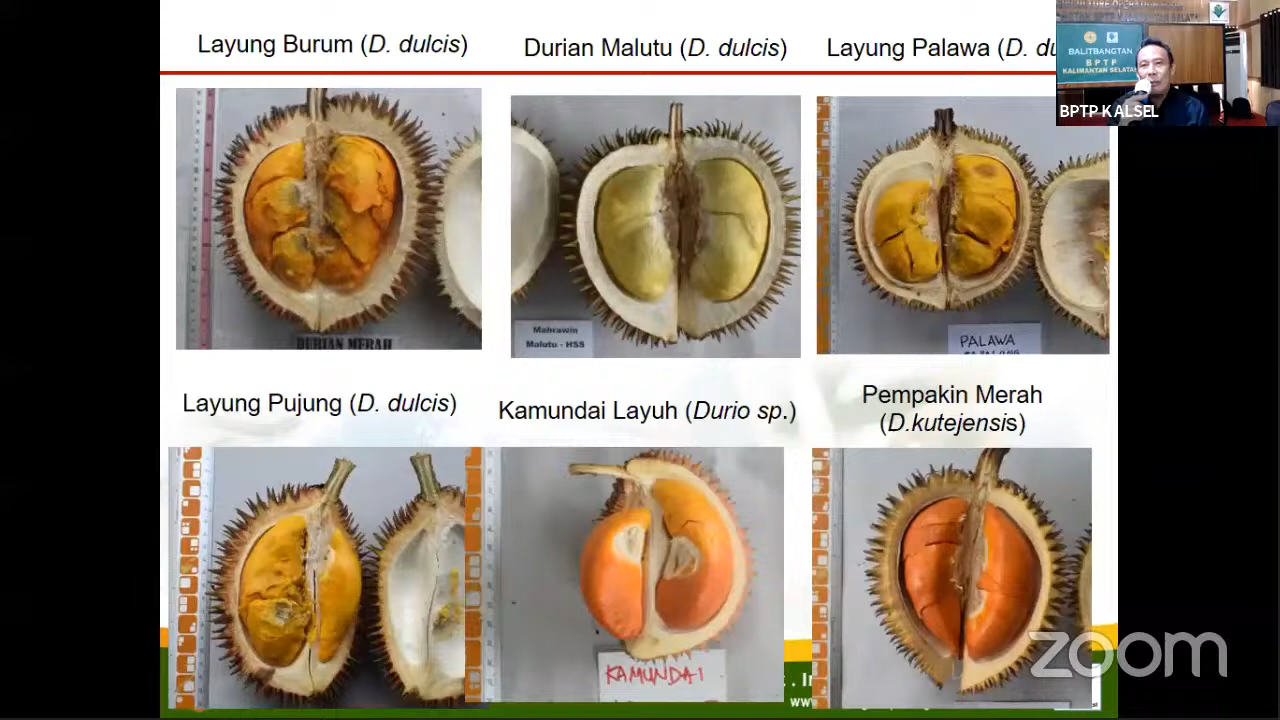 Layung Burum (D. dulcis)
Durian Malutu (D. dulcis)
Layung Palawa (D. du
BALITBANGTAN
BPTP
KALIMANTAN SELATAN
BPTP KALSEL
DURIAN MERAH
Mahrawin
Malutu - HSS
PALAWA
Layung Pujung (D. dulcis)
Kamundai Layuh (Durio sp.)
Pempakin Merah
(D.kutejensis)
KAMUNDAI
zoom
www